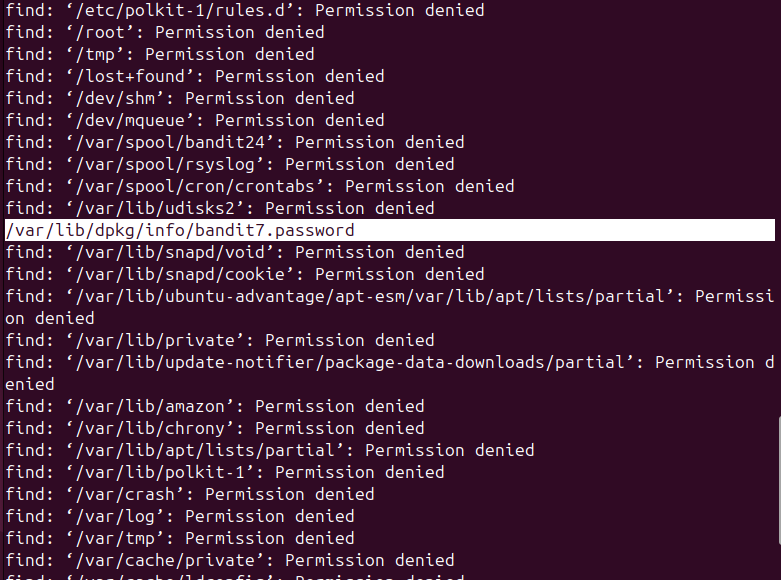 find: ‘/etc/polkit-1/rules.d’: Permission denied
find: ‘/root’: Permission denied
find: ‘/tmp’: Permission denied
find: ‘/lost+found’: Permission denied
find: ‘/dev/shm’: Permission denied
find: ‘/dev/mqueue’: Permission denied
find: ‘/var/spool/bandit24’: Permission denied
find: ‘/var/spool/rsyslog’: Permission denied
find: ‘/var/spool/cron/crontabs’: Permission denied
find: ‘/var/lib/udisks2’: Permission denied
/var/lib/dpkg/info/bandit7.password
find: ‘/var/lib/snapd/void’: Permission denied
find: ‘/var/lib/snapd/cookie’: Permission denied
find: ‘/var/lib/ubuntu-advantage/apt-esm/var/lib/apt/lists/partial’: Permissi
on denied
find: ‘/var/lib/private’: Permission denied
find: ‘/var/lib/update-notifier/package-data-downloads/partial’: Permission d
enied
find: ‘/var/lib/amazon’: Permission denied
find: ‘/var/lib/chrony’: Permission denied
find: ‘/var/lib/apt/lists/partial’: Permission denied
find: ‘/var/lib/polkit-1’: Permission denied
find: ‘/var/crash’: Permission denied
find: ‘/var/log’: Permission denied
find: ‘/var/tmp’: Permission denied
find: ‘/var/cache/private’: Permission denied
find: ‘/var/cache/ldconfig’: Permission denied